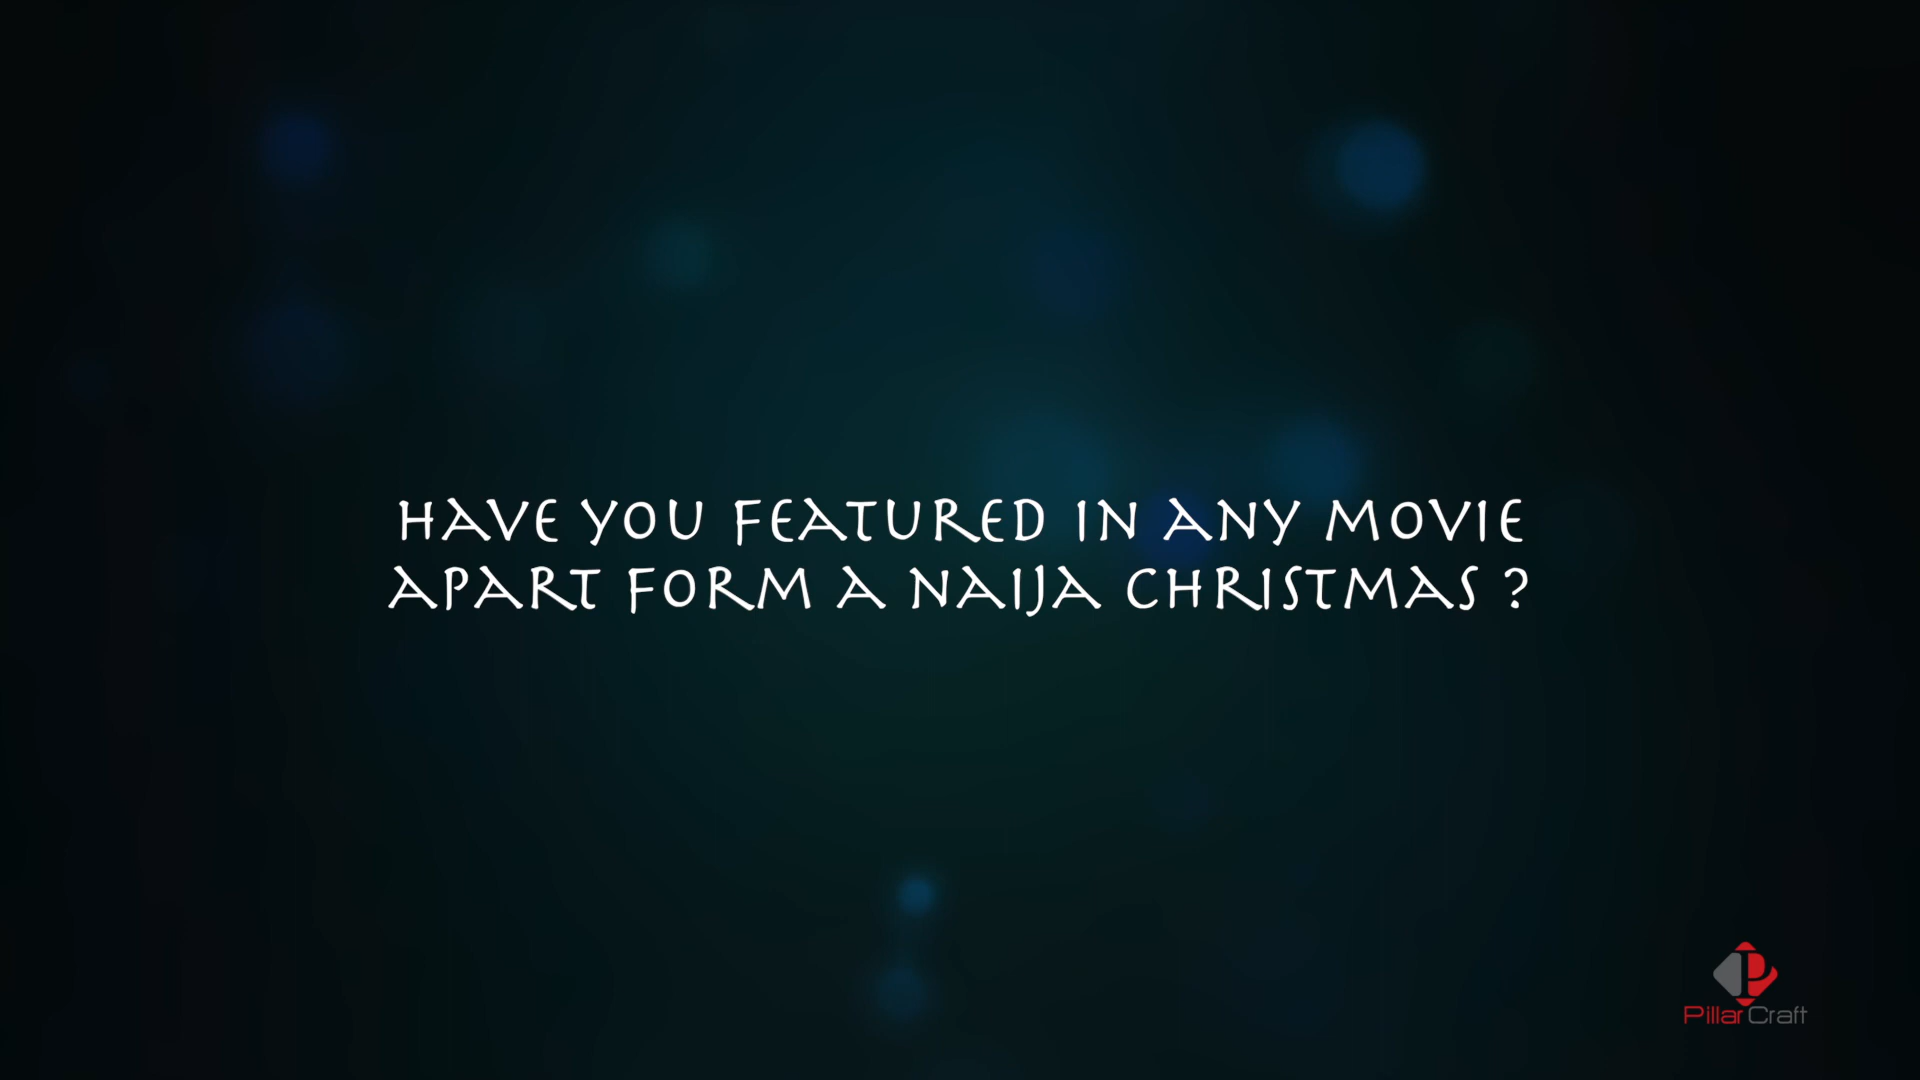 HAVE YOU FEATURED IN ANY MOVIE
APART FORM A NAIJA CHRISTMAS ?
PillarCraft